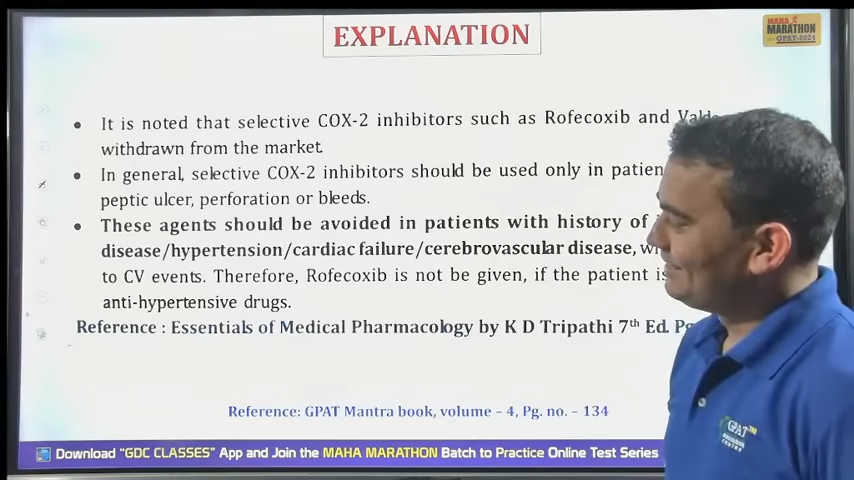 EXPLANATION
MAHA
MARATHON
GPAT-2024
• It is noted that selective COX-2 inhibitors such as Rofecoxib and
withdrawn from the market.
• In general, selective COX-2 inhibitors should be used only in
peptic ulcer, perforation or bleeds.
• These agents should be avoided in patients with history of
disease/hypertension/cardiac failure/cerebrovascular disease,
to CV events. Therefore, Rofecoxib is not be given, if the patient is
anti-hypertensive drugs.
Reference : Essentials of Medical Pharmacology by K D Tripathi 7th Ed.
Reference: GPAT Mantra book, volume – 4, Pg. no. – 134
Download "GDC CLASSES" App and Join the MAHA MARATHON Batch to Practice Online Test Series
GPAT